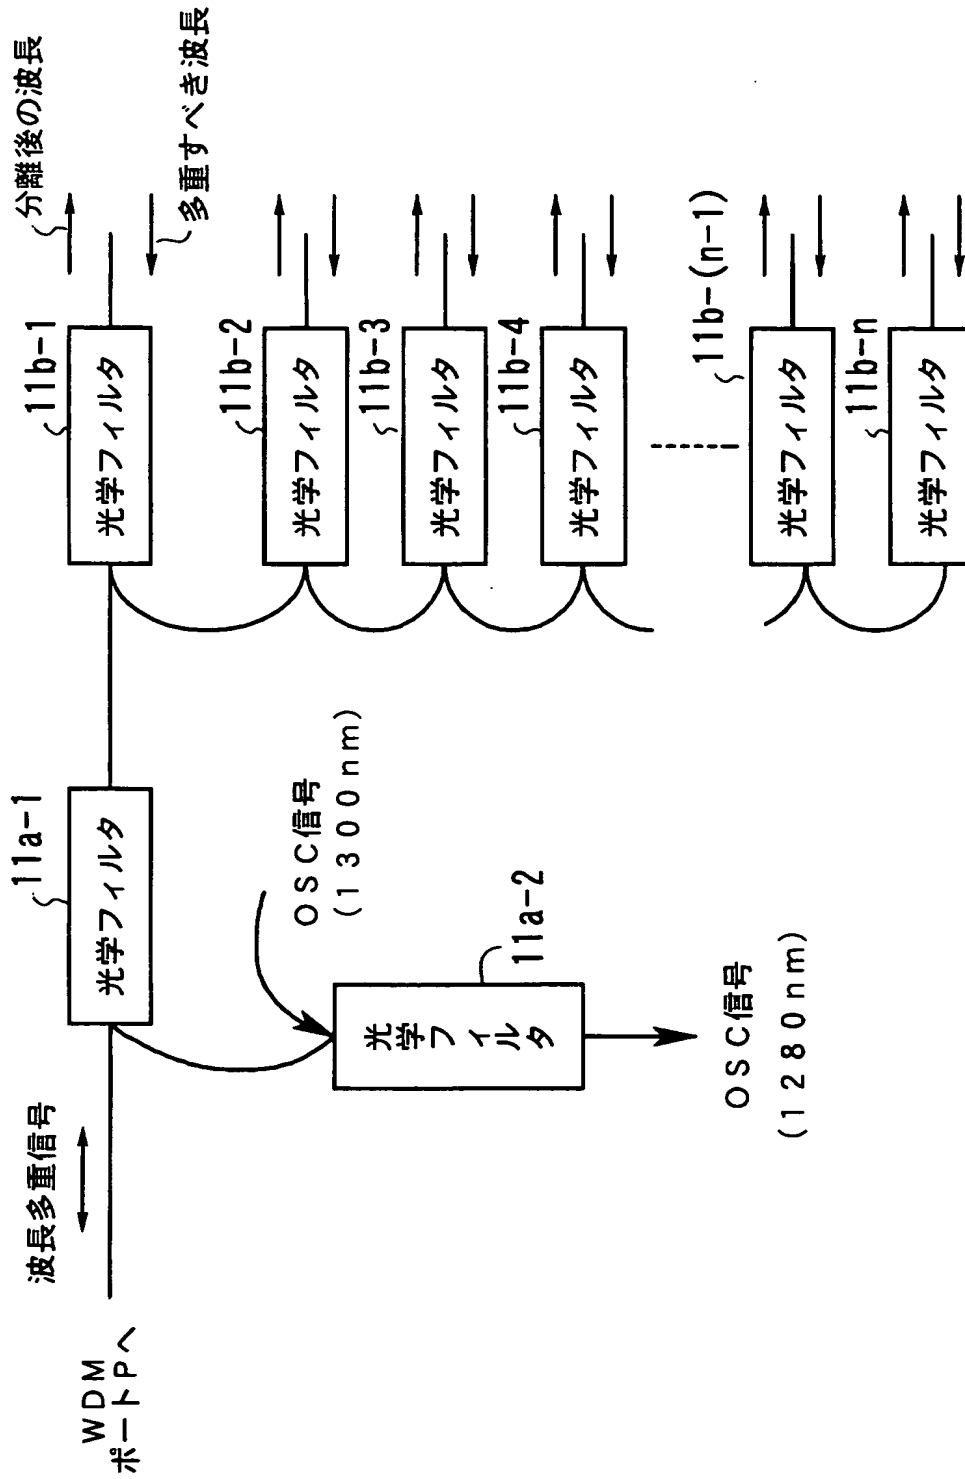 WDM
ポートPへ
波長多重信号
11a-1
光学フィルタ
11b-1
光学フィルタ
分離後の波長
多重すべき波長
OSC信号
(1300nm)
11a-2
光学
フィルタ
OSC信号
(1280nm)
11b-2
光学フィルタ
11b-3
光学フィルタ
11b-4
光学フィルタ
11b-(n-1)
光学フィルタ
11b-n
光学フィルタ